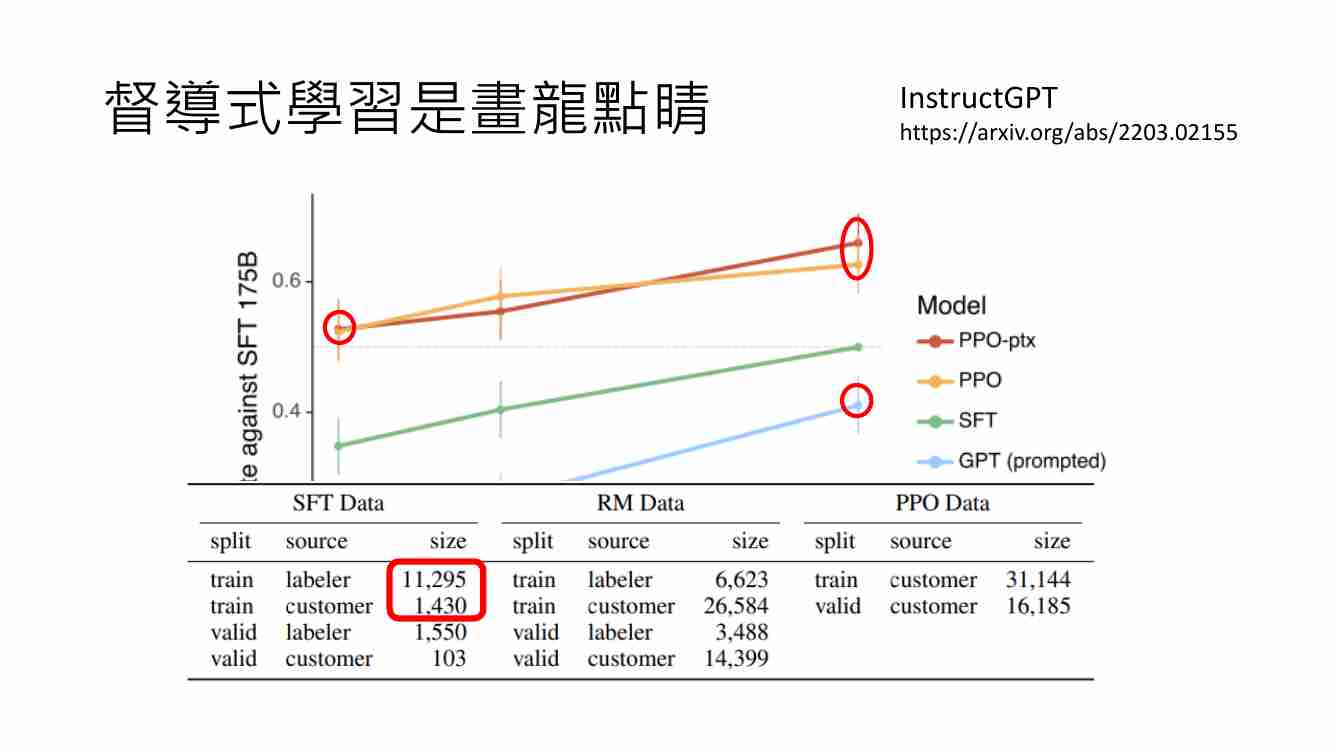 督導式學習是畫龍點睛
InstructGPT
https://arxiv.org/abs/2203.02155
against SFT 175B
0.6
0.4
Model
PPO-ptx
PPO
SFT
GPT (prompted)
SFT Data RM Data PPO Data
split source size split source size split source size
train labeler 11,295 train labeler 6,623 train customer 31,144
train customer 1,430 train customer 26,584 valid customer 16,185
valid labeler 1,550 valid labeler 3,488
valid customer 103 valid customer 14,399